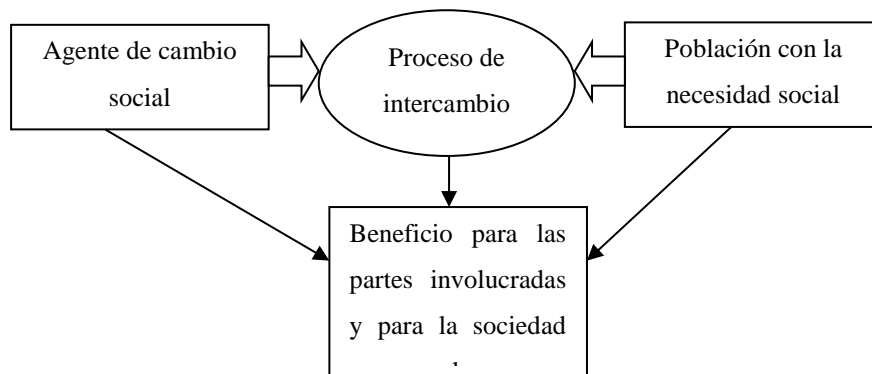 Agente de cambio
social
Proceso de
intercambio
Población con la
necesidad social
Beneficio para las
partes involucradas
y para la sociedad